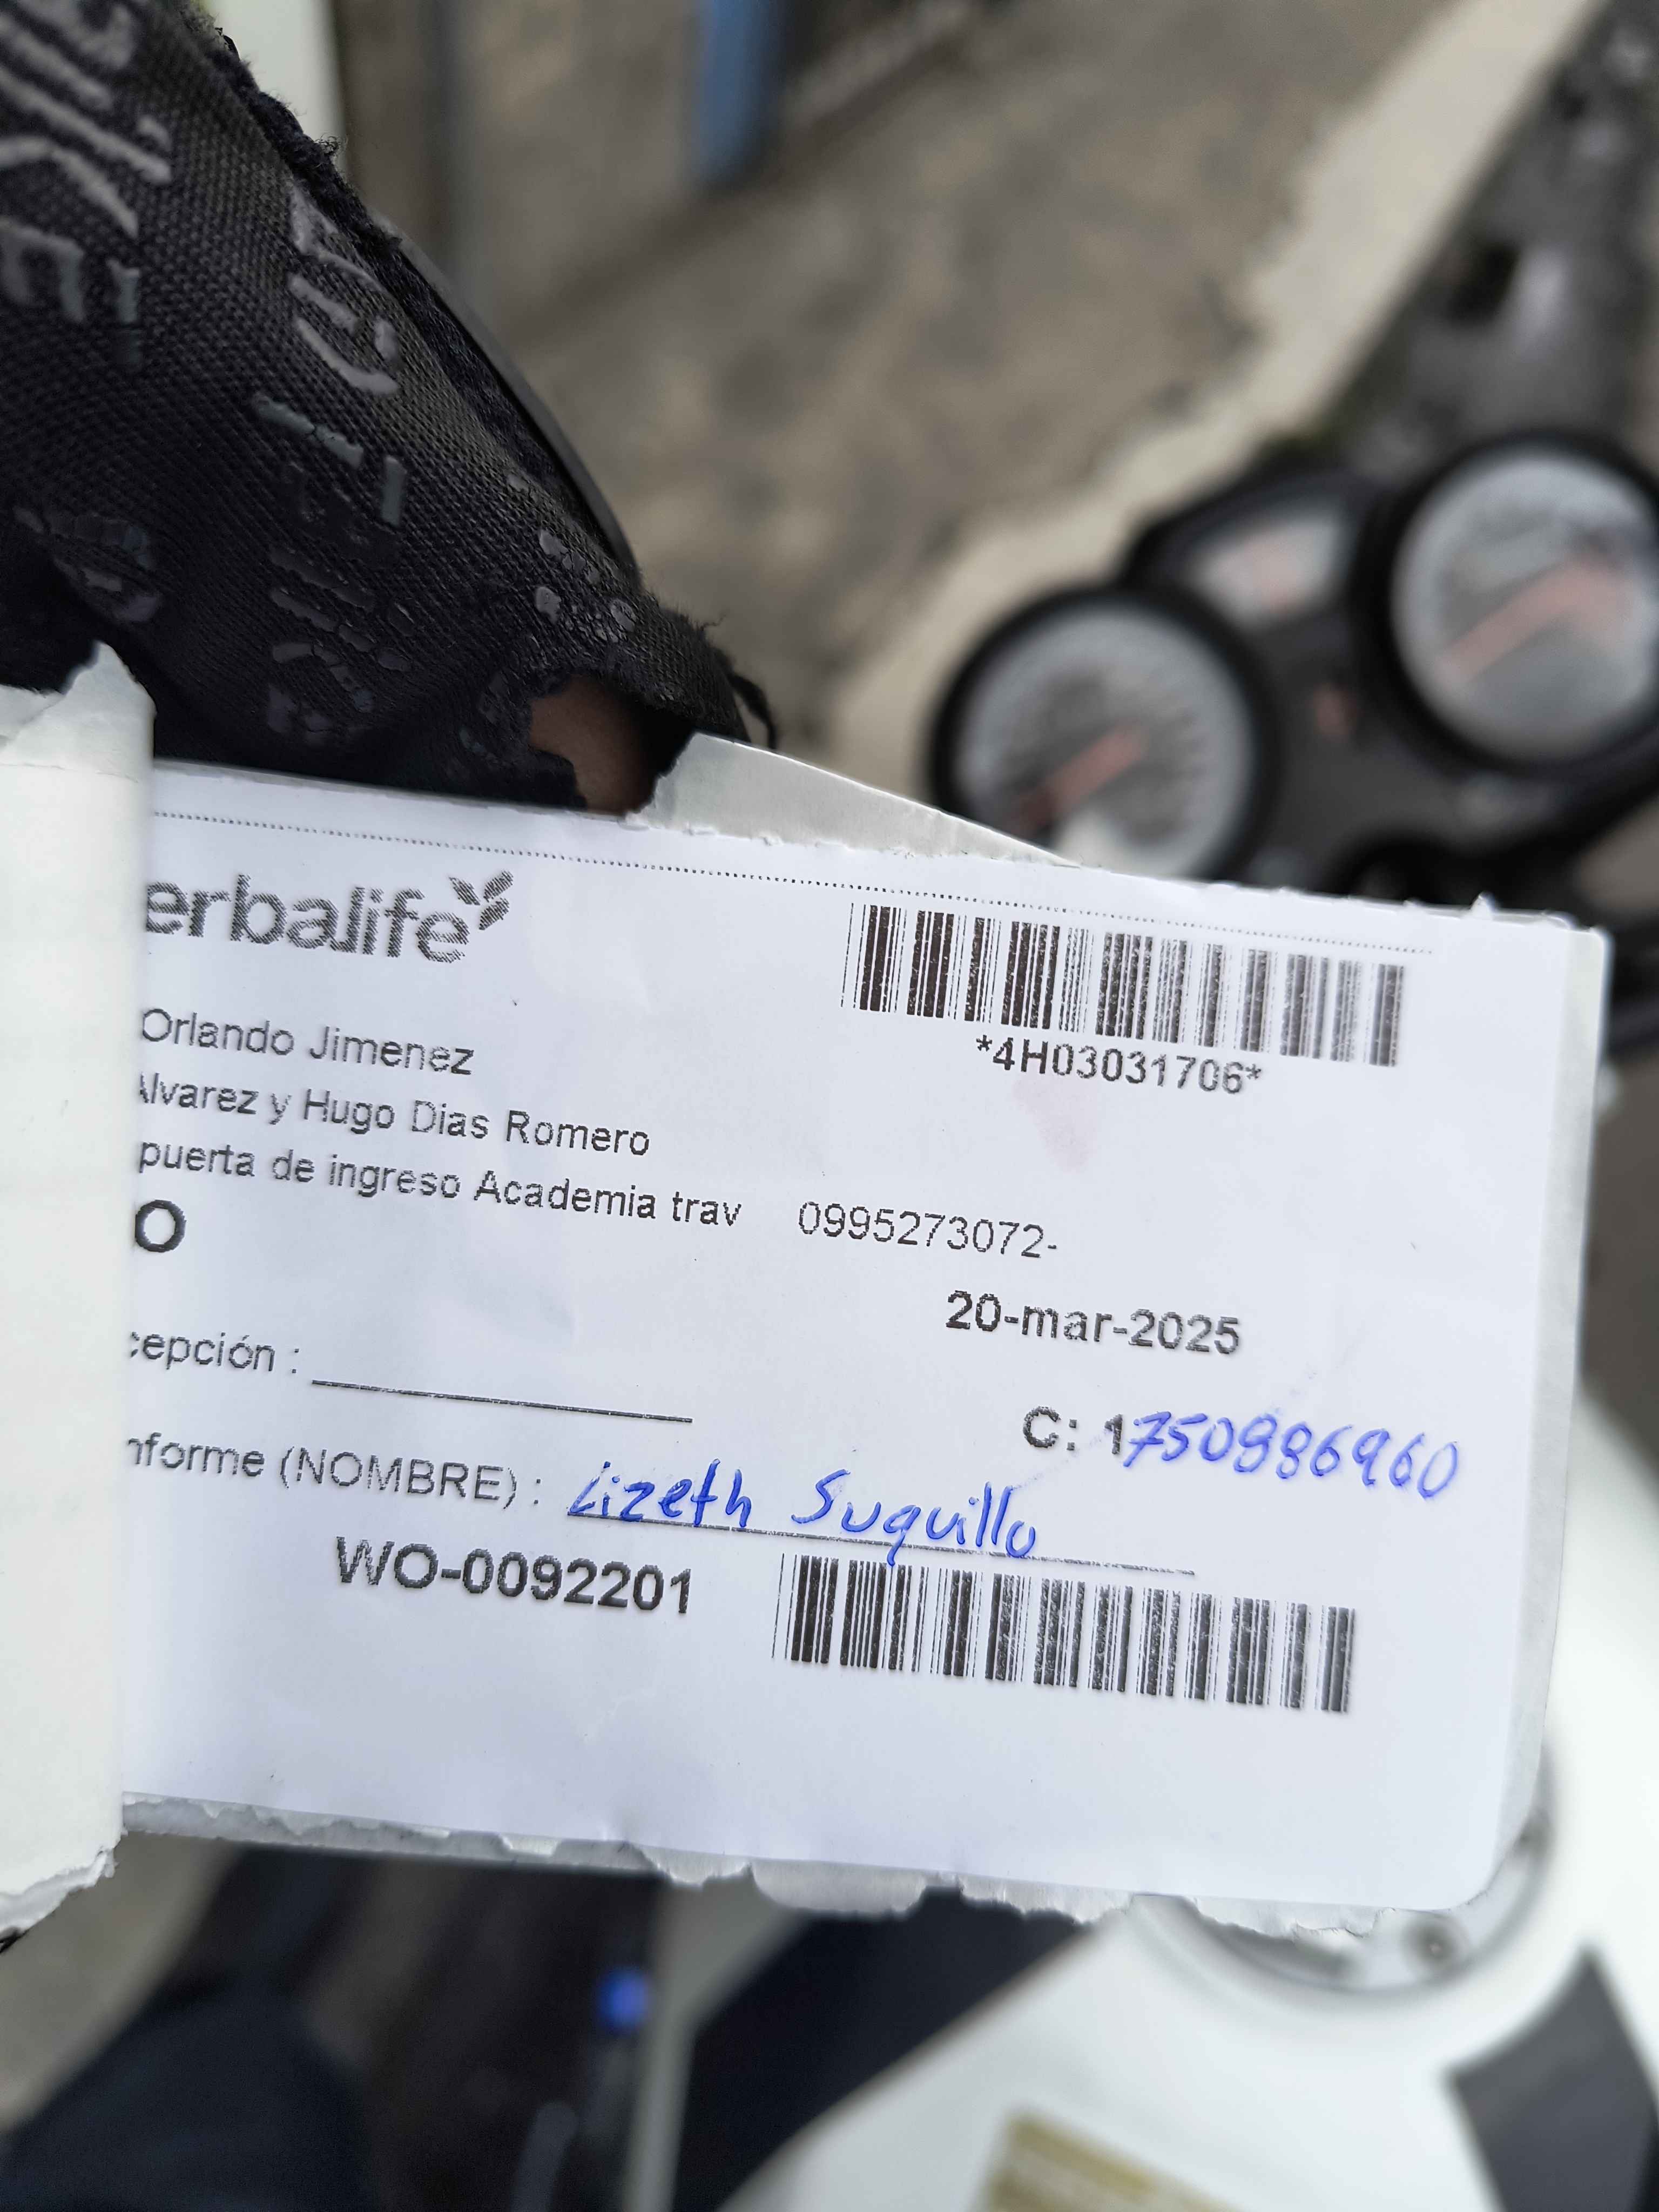 erbalife
*4H03031706*
Orlando Jimenez
Alvarez y Hugo Dias Romero
puerta de ingreso Academia trav 0995273072-
O
20-mar-2025
cepción :
C: 1750886960
nforme (NOMBRE) : Lizeth Suquillo
WO-0092201